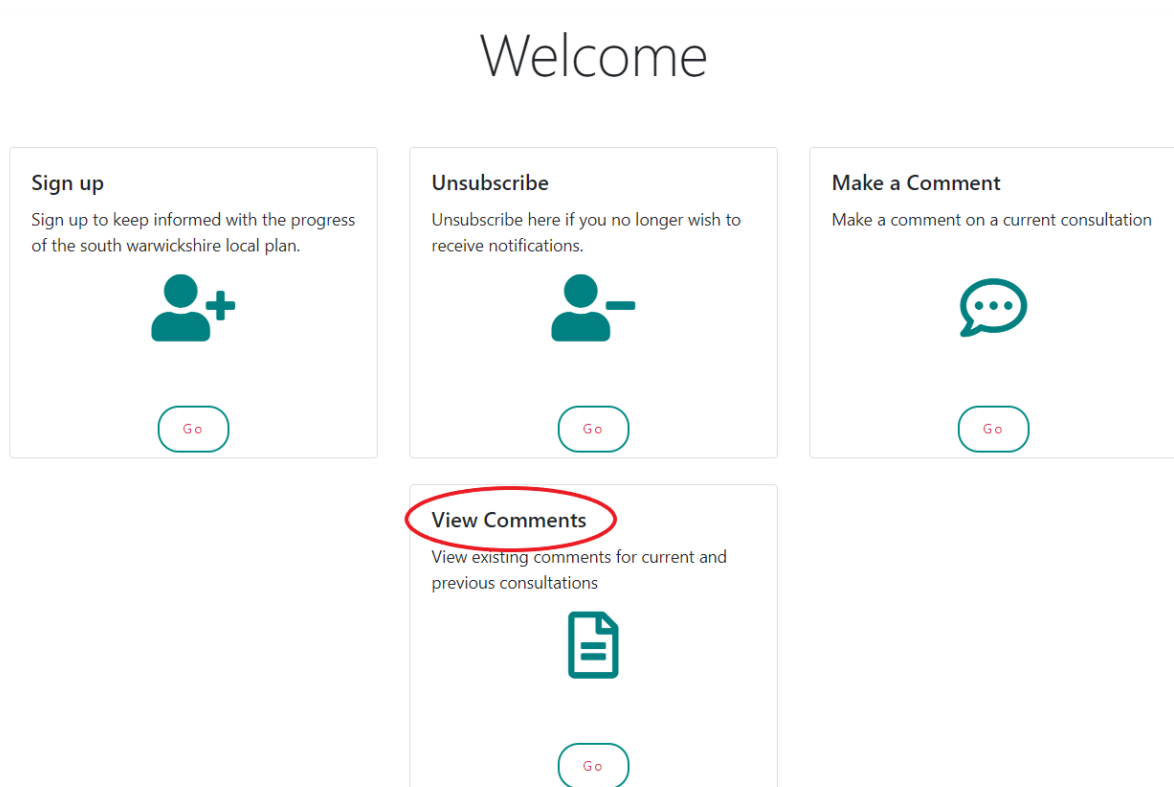 Welcome
Sign up
Sign up to keep informed with the progress
of the south warwickshire local plan.
Go
Unsubscribe
Unsubscribe here if you no longer wish to
receive notifications.
Go
Make a Comment
Make a comment on a current consultation
Go
View Comments
View existing comments for current and
previous consultations
Go